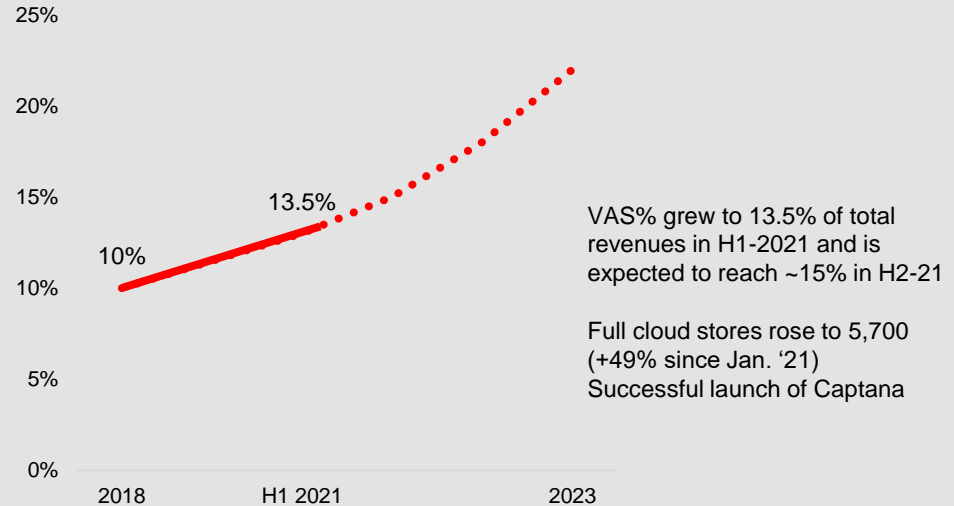 25%
20%
15%
10%
5%
0%
10%
13.5%
2018
H1 2021
2023
VAS% grew to 13.5% of total
revenues in H1-2021 and is
expected to reach ~15% in H2-21
Full cloud stores rose to 5,700
(+49% since Jan. ‘21)
Successful launch of Captana